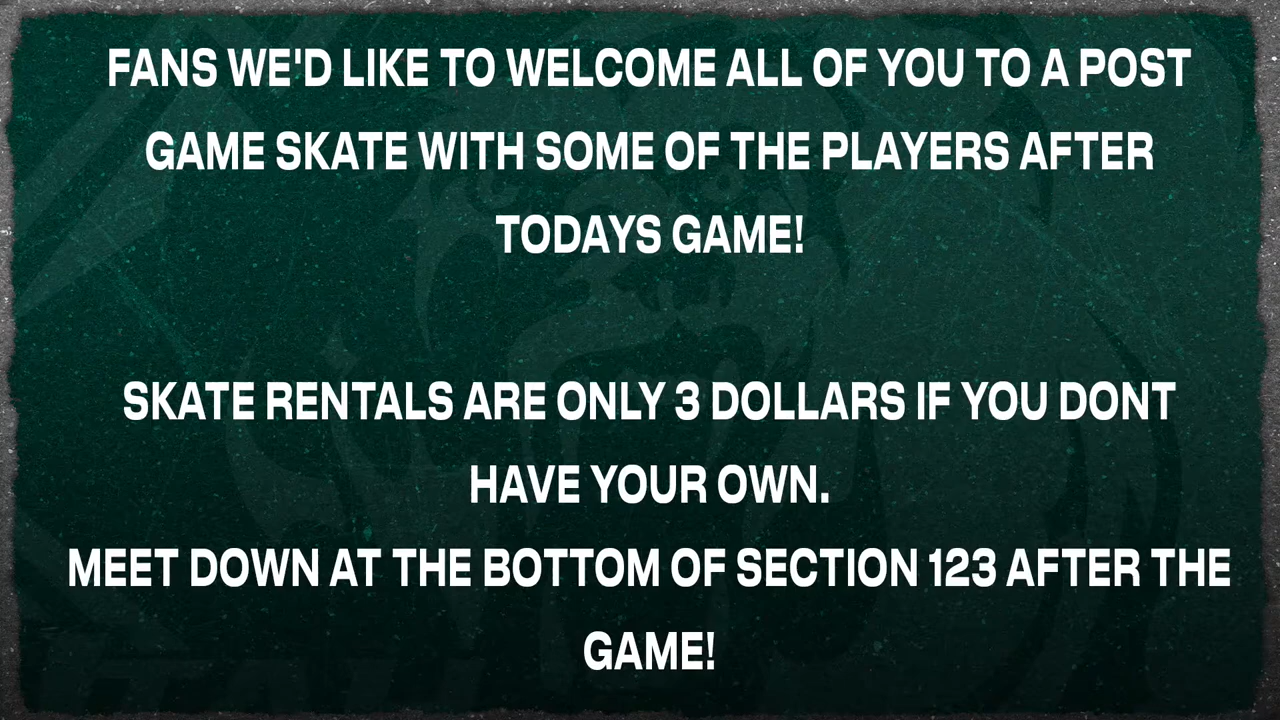 FANS WE'D LIKE TO WELCOME ALL OF YOU TO A POST
GAME SKATE WITH SOME OF THE PLAYERS AFTER
TODAYS GAME!
SKATE RENTALS ARE ONLY 3 DOLLARS IF YOU DONT
HAVE YOUR OWN.
MEET DOWN AT THE BOTTOM OF SECTION 123 AFTER THE
GAME!